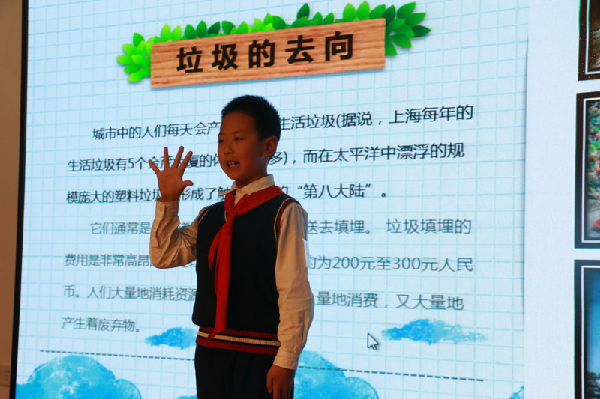 垃圾的去向
城市中的人们每天会产 生活垃圾(据说，上海每年的
生活垃圾有5个 的 多)，而在太平洋中漂浮的规
模庞大的塑料垃 形成了 的“第八大陆”。
它们通常是 送去填埋。 垃圾填埋的
费用是非常高昂 为200元至300元人民
币。人们大量地消耗资源 大量地消费，又大量地
产生着废弃物。